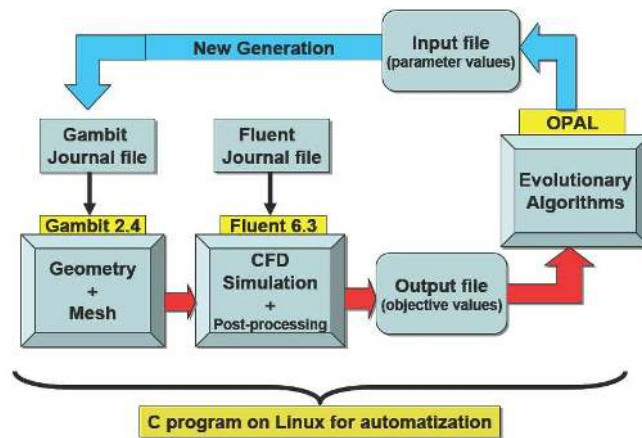 New Generation
Input file
(parameter values)
OPAL
Gambit
Journal file
Fluent
Journal file
Evolutionary
Algorithms
Gambit 2.4
Fluent 6.3
Geometry
+
Mesh
CFD
Simulation
+
Post-processing
Output file
(objective values)
C program on Linux for automatization